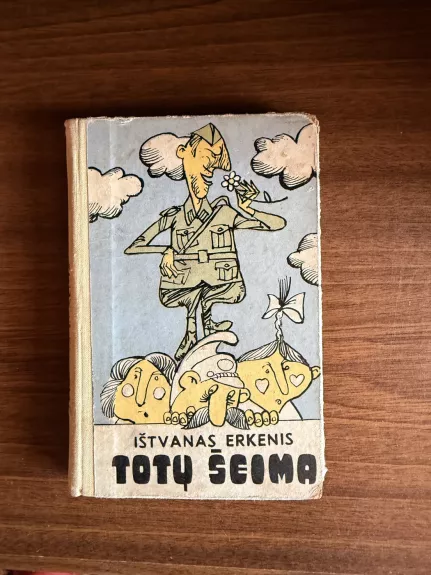 IŠTVANAS ERKENIS
TOTŲ ŠEIMA